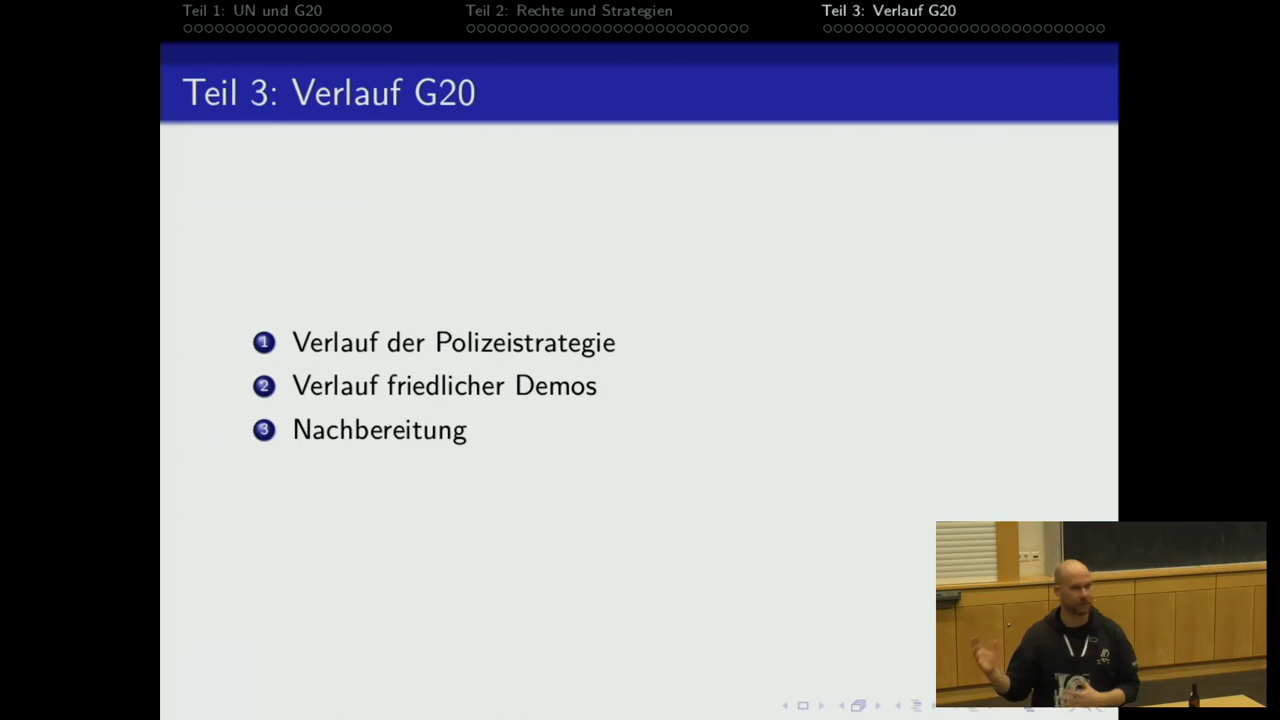 Teil 1: UN und G20
Teil 2: Rechte und Strategien
Teil 3: Verlauf G20
Teil 3: Verlauf G20
1 Verlauf der Polizeistrategie
2 Verlauf friedlicher Demos
3 Nachbereitung